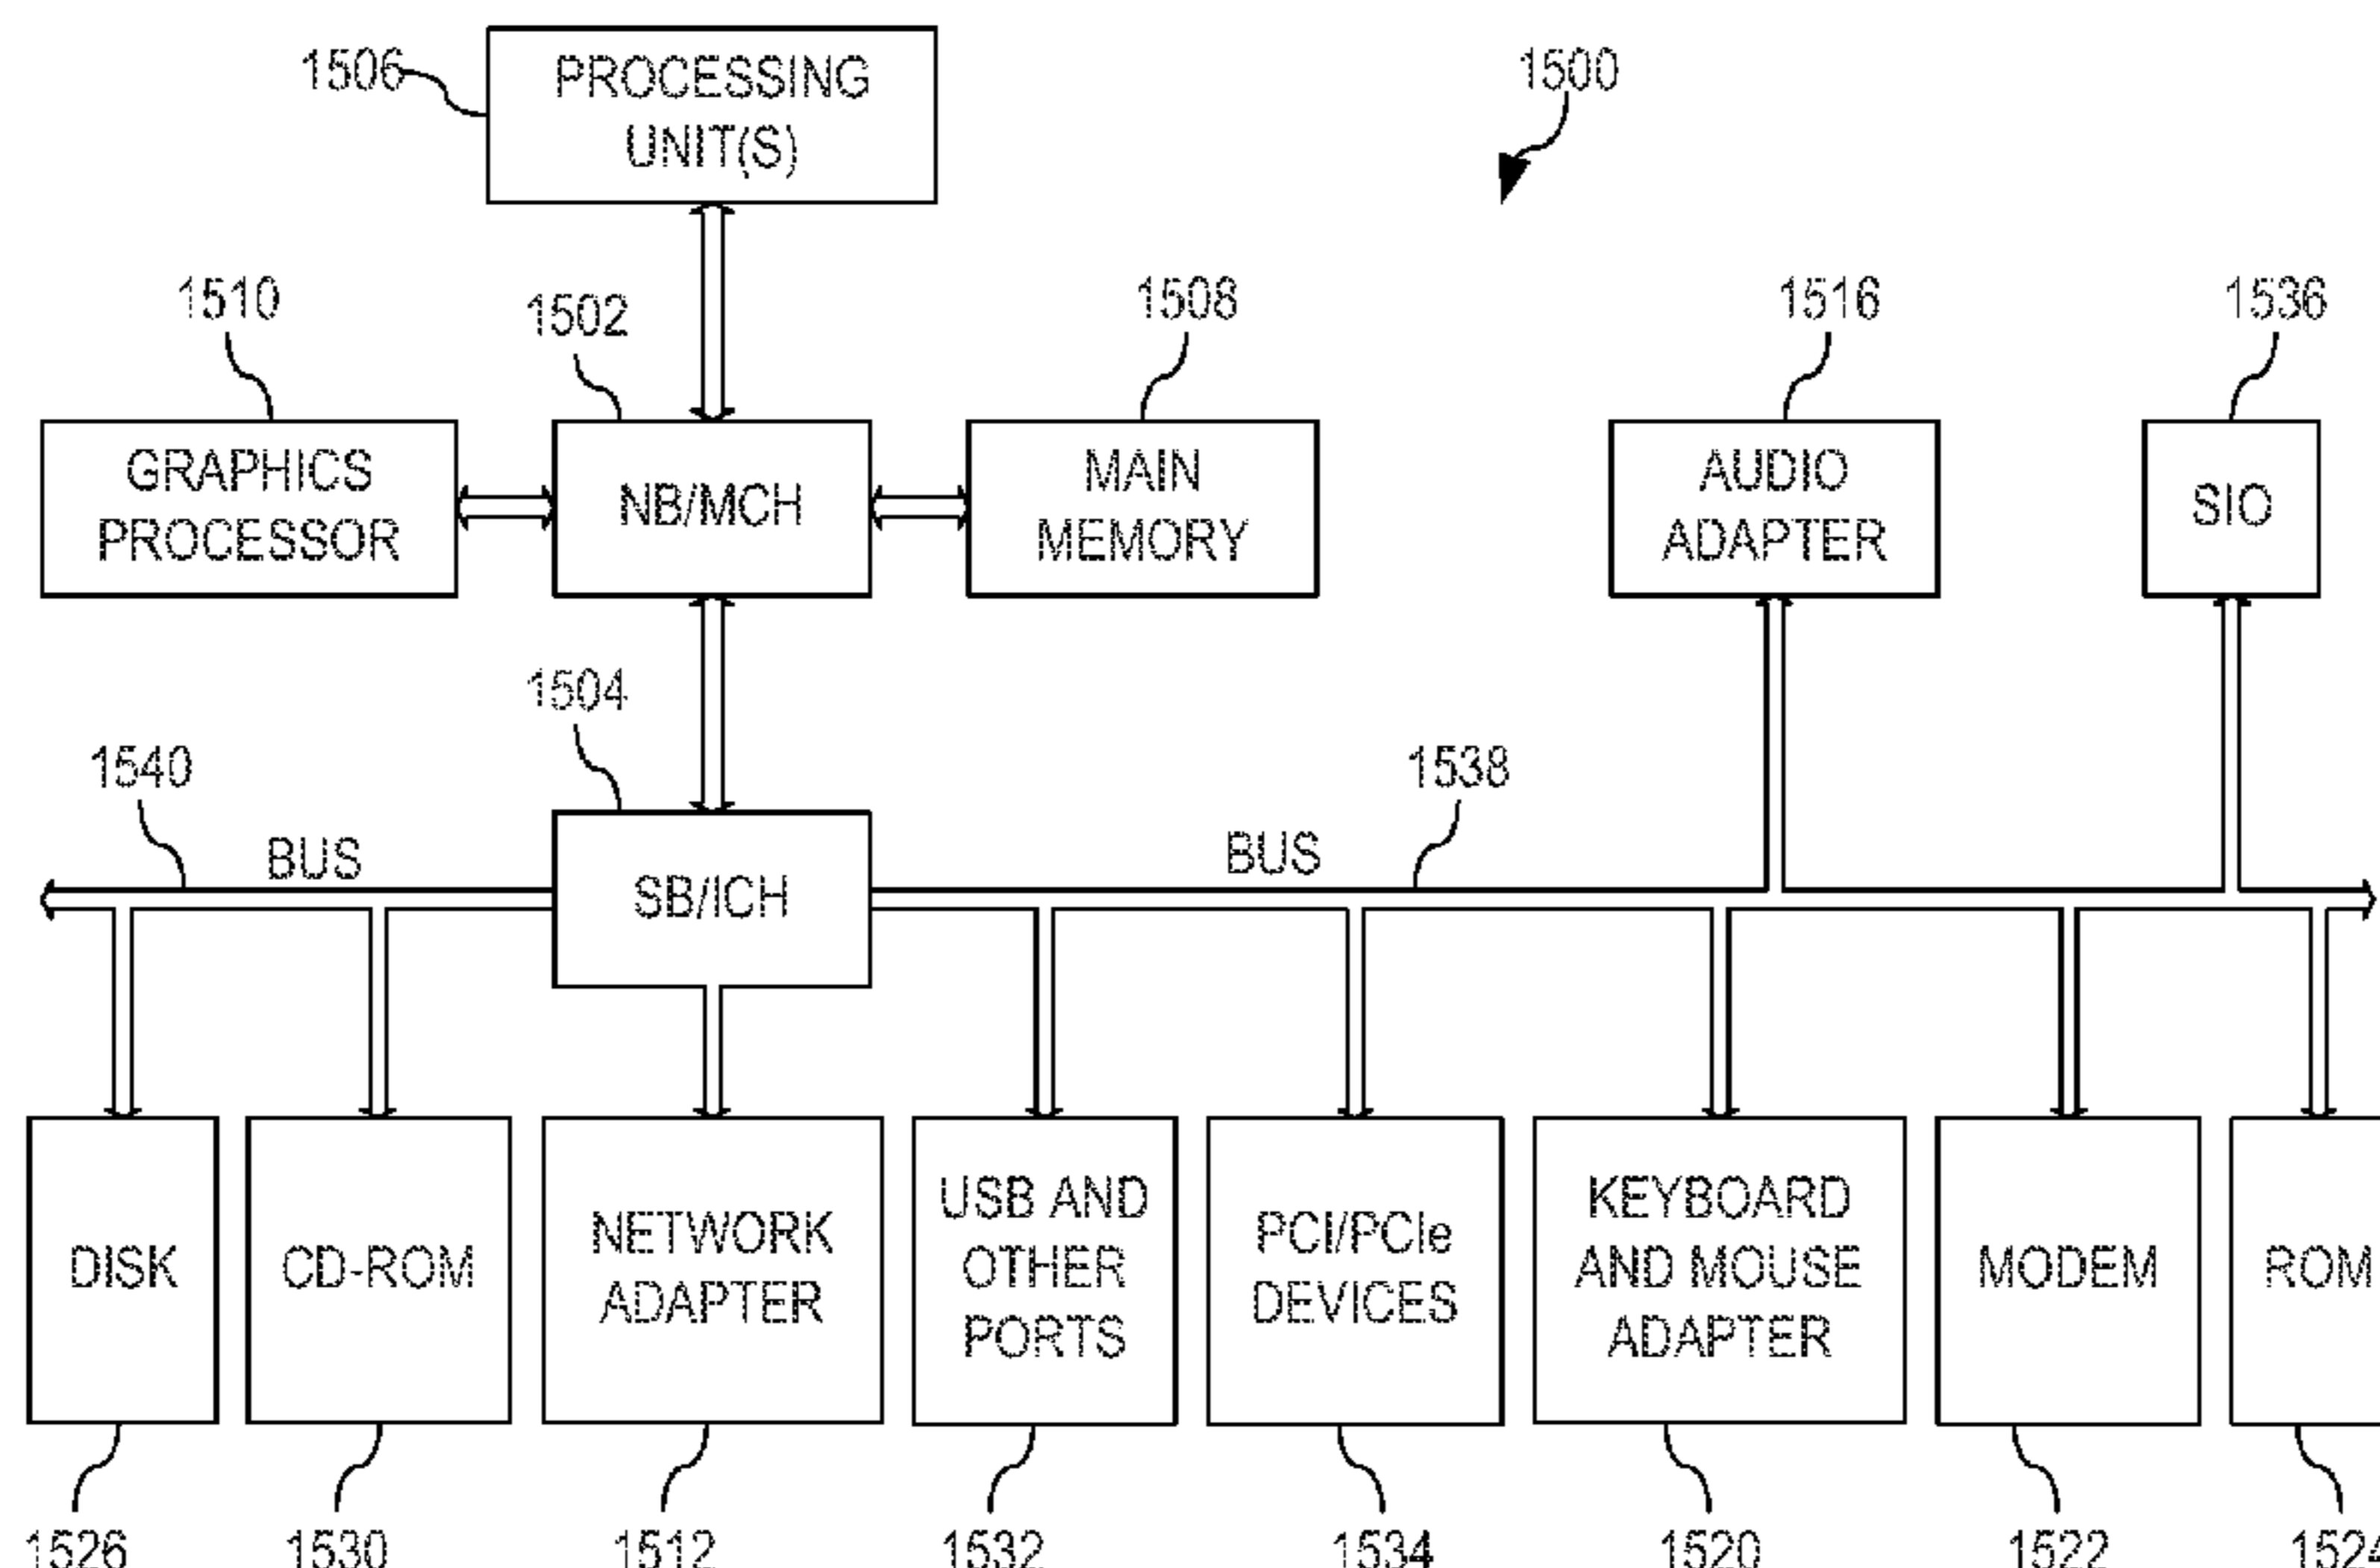 1506
PROCESSING
UNIT(S)
1500
1510
1502
1508
1516
1536
GRAPHICS
PROCESSOR
NB/MCH
MAIN
MEMORY
AUDIO
ADAPTER
SIO
1504
1540
1538
BUS
BUS
SB/ICH
DISK
CD-ROM
NETWORK
ADAPTER
USB AND
OTHER
PORTS
PCI/PCIe
DEVICES
KEYBOARD
AND MOUSE
ADAPTER
MODEM
ROM
1526
1530
1512
1532
1534
1520
1522
1524